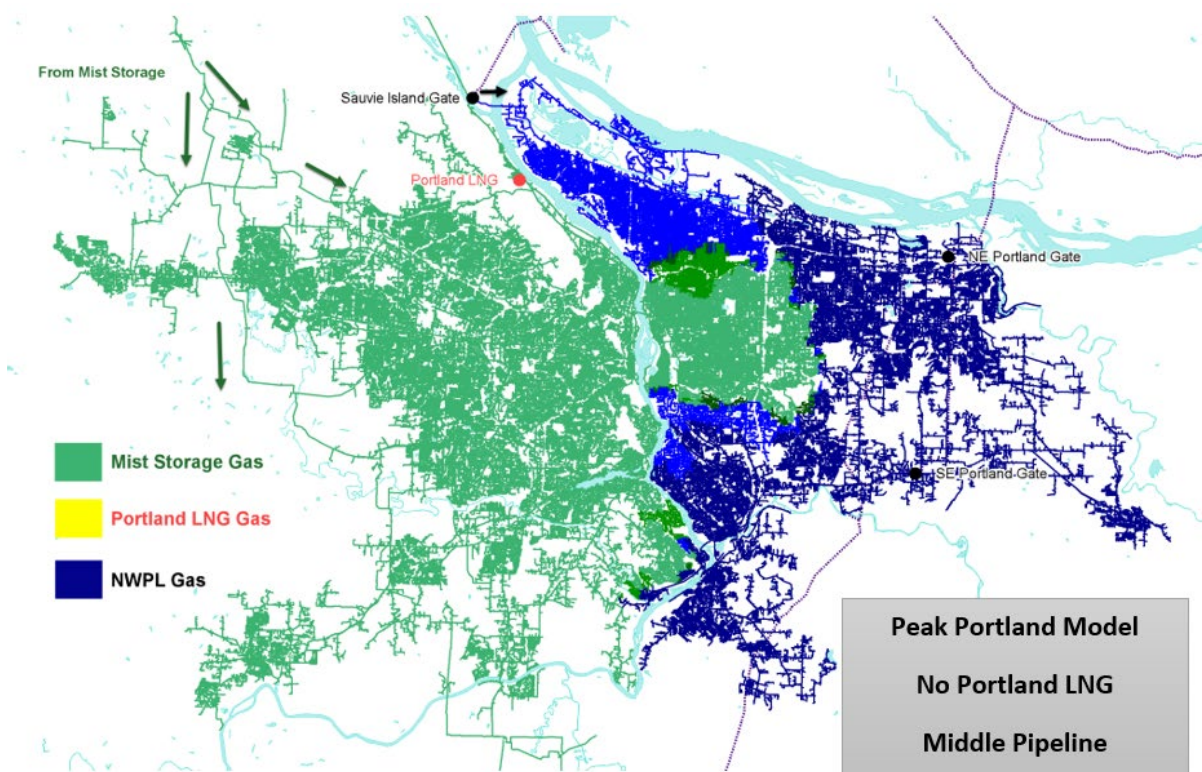 From Mist Storage
Sauvie Island Gate
Portland LNG
NE Portland Gate
SE Portland Gate
Mist Storage Gas
Portland LNG Gas
NWPL Gas
Peak Portland Model
No Portland LNG
Middle Pipeline